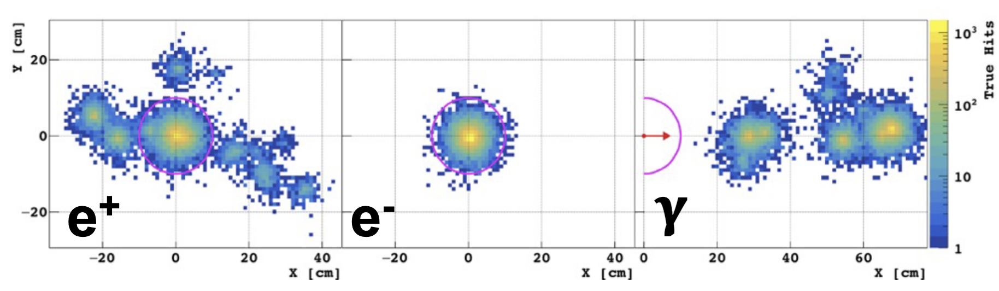 Y [cm]
20
0
−20
e+
−20 0 20 40
X [cm]
e-
−20 0 20 40
X [cm]
γ
0 20 40 60
X [cm]
10³
10²
10
1
True Hits